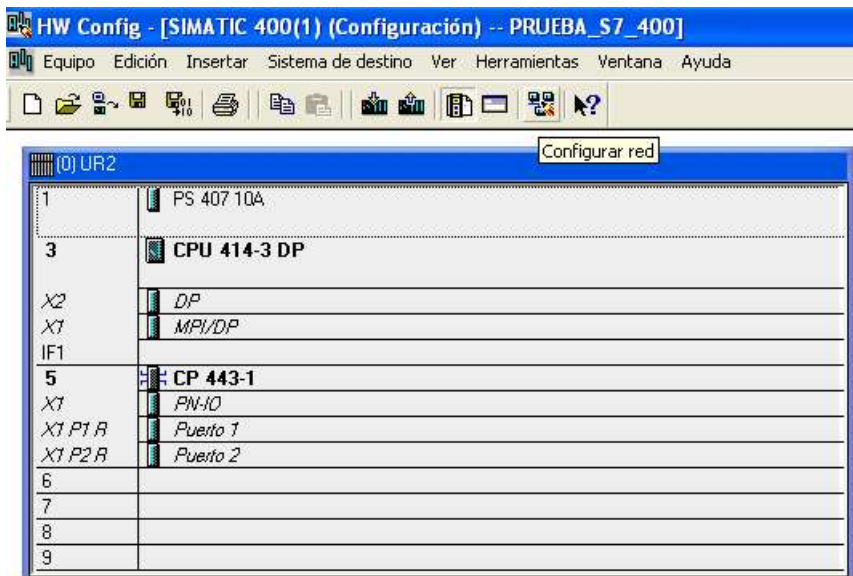 HW Config - [SIMATIC 400(1) (Configuración) -- PRUEBA_S7_400]
Equipo Edición Insertar Sistema de destino Ver Herramientas Ventana Ayuda
Configurar red
(0) UR2
1 PS 407 10A
3 CPU 414-3 DP
X2 DP
X1 MPI/DP
IF1
5 CP 443-1
X1 PN-IO
X1 P1 R Puerto 1
X1 P2 R Puerto 2
6
7
8
9